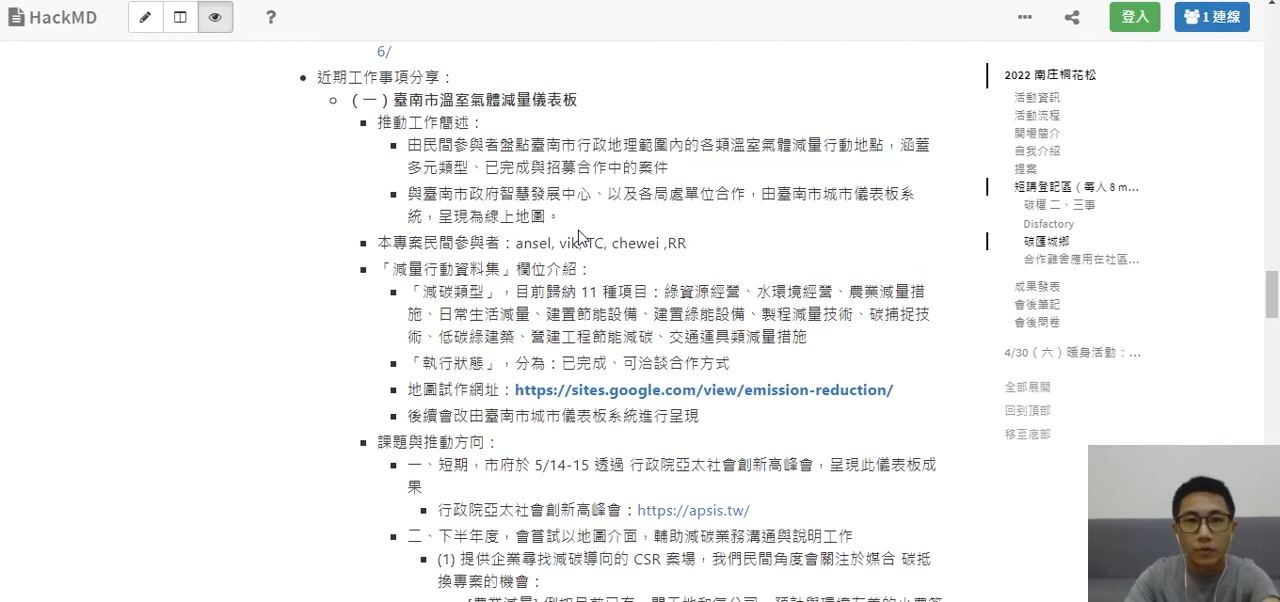 HackMD
?
登入
1 連線
6/
近期工作事項分享：
（一）臺南市溫室氣體減量儀表板
推動工作簡述：
由民間參與者盤點臺南市行政地理範圍內的各類溫室氣體減量行動地點，涵蓋
多元類型、已完成與招募合作中的案件
與臺南市政府智慧發展中心、以及各局處單位合作，由臺南市城市儀表板系
統，呈現為線上地圖。
本專案民間參與者：ansel, vik, TC, chewei ,RR
「減量行動資料集」欄位介紹：
「減碳類型」，目前歸納 11 種項目：綠資源經營、水環境經營、農業減量措
施、日常生活減量、建置節能設備、建置綠能設備、製程減量技術、碳捕捉技
術、低碳綠建築、營建工程節能減碳、交通運具類減量措施
「執行狀態」，分為：已完成、可洽談合作方式
地圖試作網址：https://sites.google.com/view/emission-reduction/
後續會改由臺南市城市儀表板系統進行呈現
課題與推動方向：
一、短期，市府於 5/14-15 透過 行政院亞太社會創新高峰會，呈現此儀表板成
果
行政院亞太社會創新高峰會：https://apsis.tw/
二、下半年度，會嘗試以地圖介面，輔助減碳業務溝通與說明工作
(1) 提供企業尋找減碳導向的 CSR 案場，我們民間角度會關注於媒合 碳抵
換專案的機會：
2022 南庄桐花松
活動資訊
活動流程
開場簡介
自我介紹
提案
短講登記區（每人 8 m...
碳權 二、三事
Disfactory
碳匯城鄉
合作雞舍應用在社區...
成果發表
會後筆記
會後問卷
4/30（六）暖身活動：...
全部展開
回到頂部
移至底部